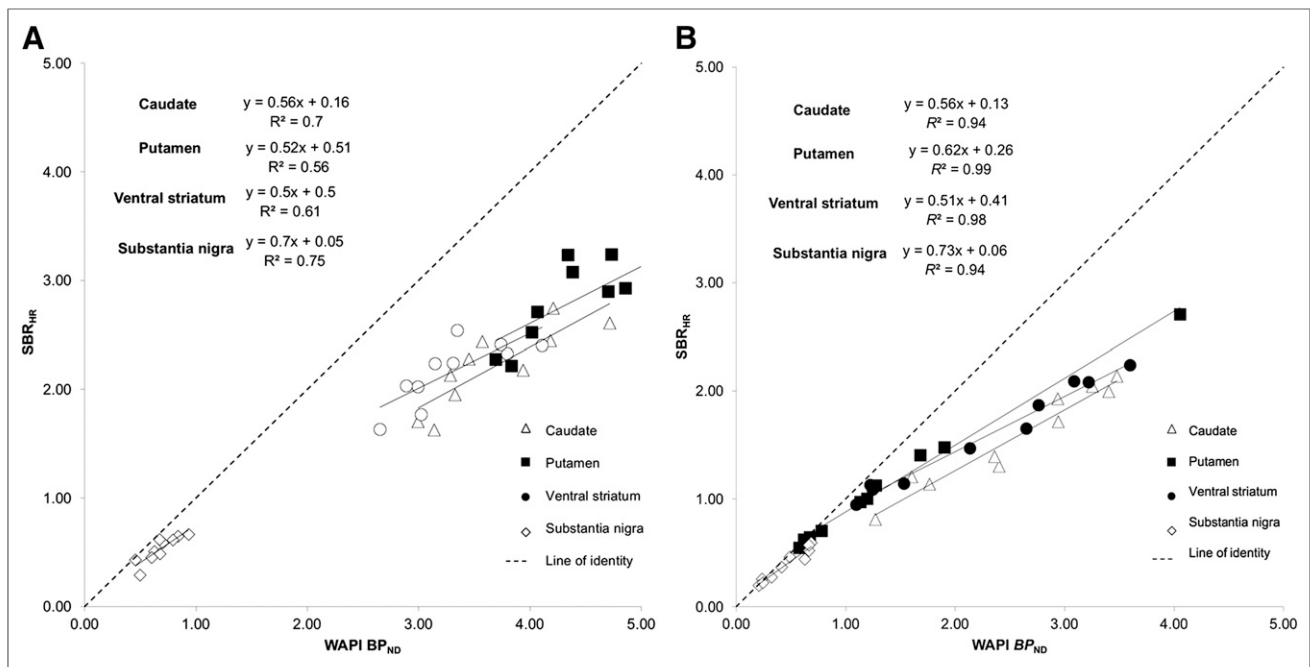 A
5.00
4.00
3.00
2.00
1.00
0.00
SBR_HR
Caudate y = 0.56x + 0.16
R² = 0.7
Putamen y = 0.52x + 0.51
R² = 0.56
Ventral striatum y = 0.5x + 0.5
R² = 0.61
Substantia nigra y = 0.7x + 0.05
R² = 0.75
Caudate
Putamen
Ventral striatum
Substantia nigra
Line of identity
0.00 1.00 2.00 3.00 4.00 5.00
WAPI BP_ND
B
5.00
4.00
3.00
2.00
1.00
0.00
SBR_HR
Caudate y = 0.56x + 0.13
R² = 0.94
Putamen y = 0.62x + 0.26
R² = 0.99
Ventral striatum y = 0.51x + 0.41
R² = 0.98
Substantia nigra y = 0.73x + 0.06
R² = 0.94
Caudate
Putamen
Ventral striatum
Substantia nigra
Line of identity
0.00 1.00 2.00 3.00 4.00 5.00
WAPI BP_ND